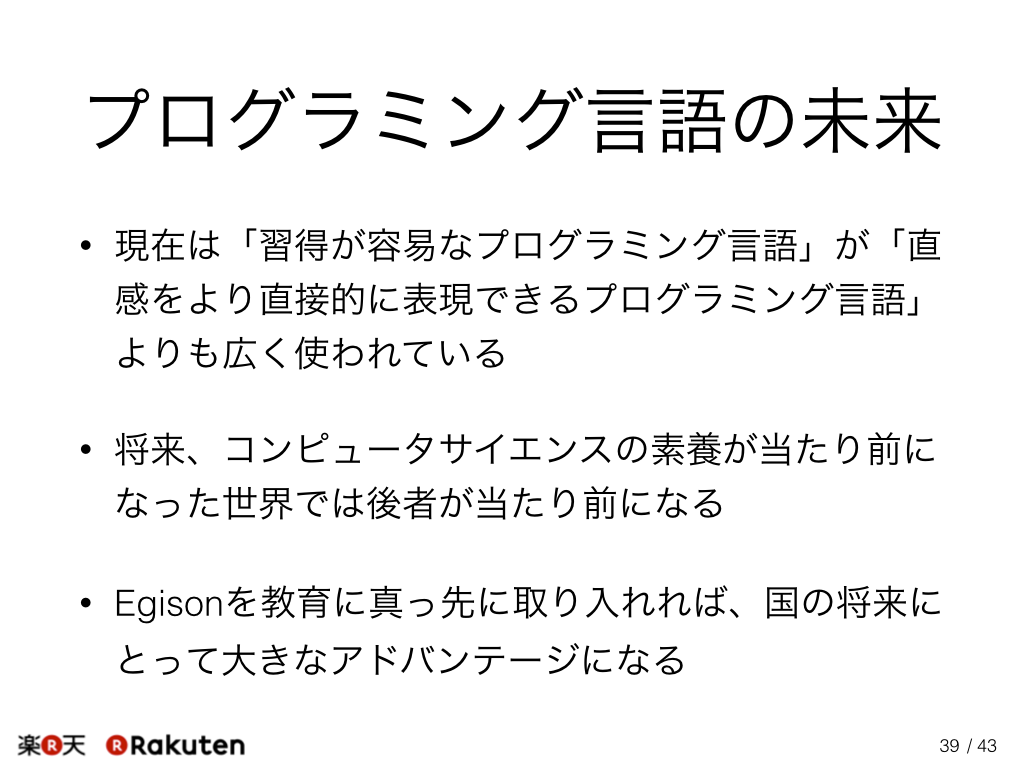 プログラミング言語の未来
• 現在は「習得が容易なプログラミング言語」が「直
感をより直接的に表現できるプログラミング言語」
よりも広く使われている
• 将来、コンピュータサイエンスの素養が当たり前に
なった世界では後者が当たり前になる
• Egisonを教育に真っ先に取り入れれば、国の将来に
とって大きなアドバンテージになる
楽R天 R Rakuten
39 / 43